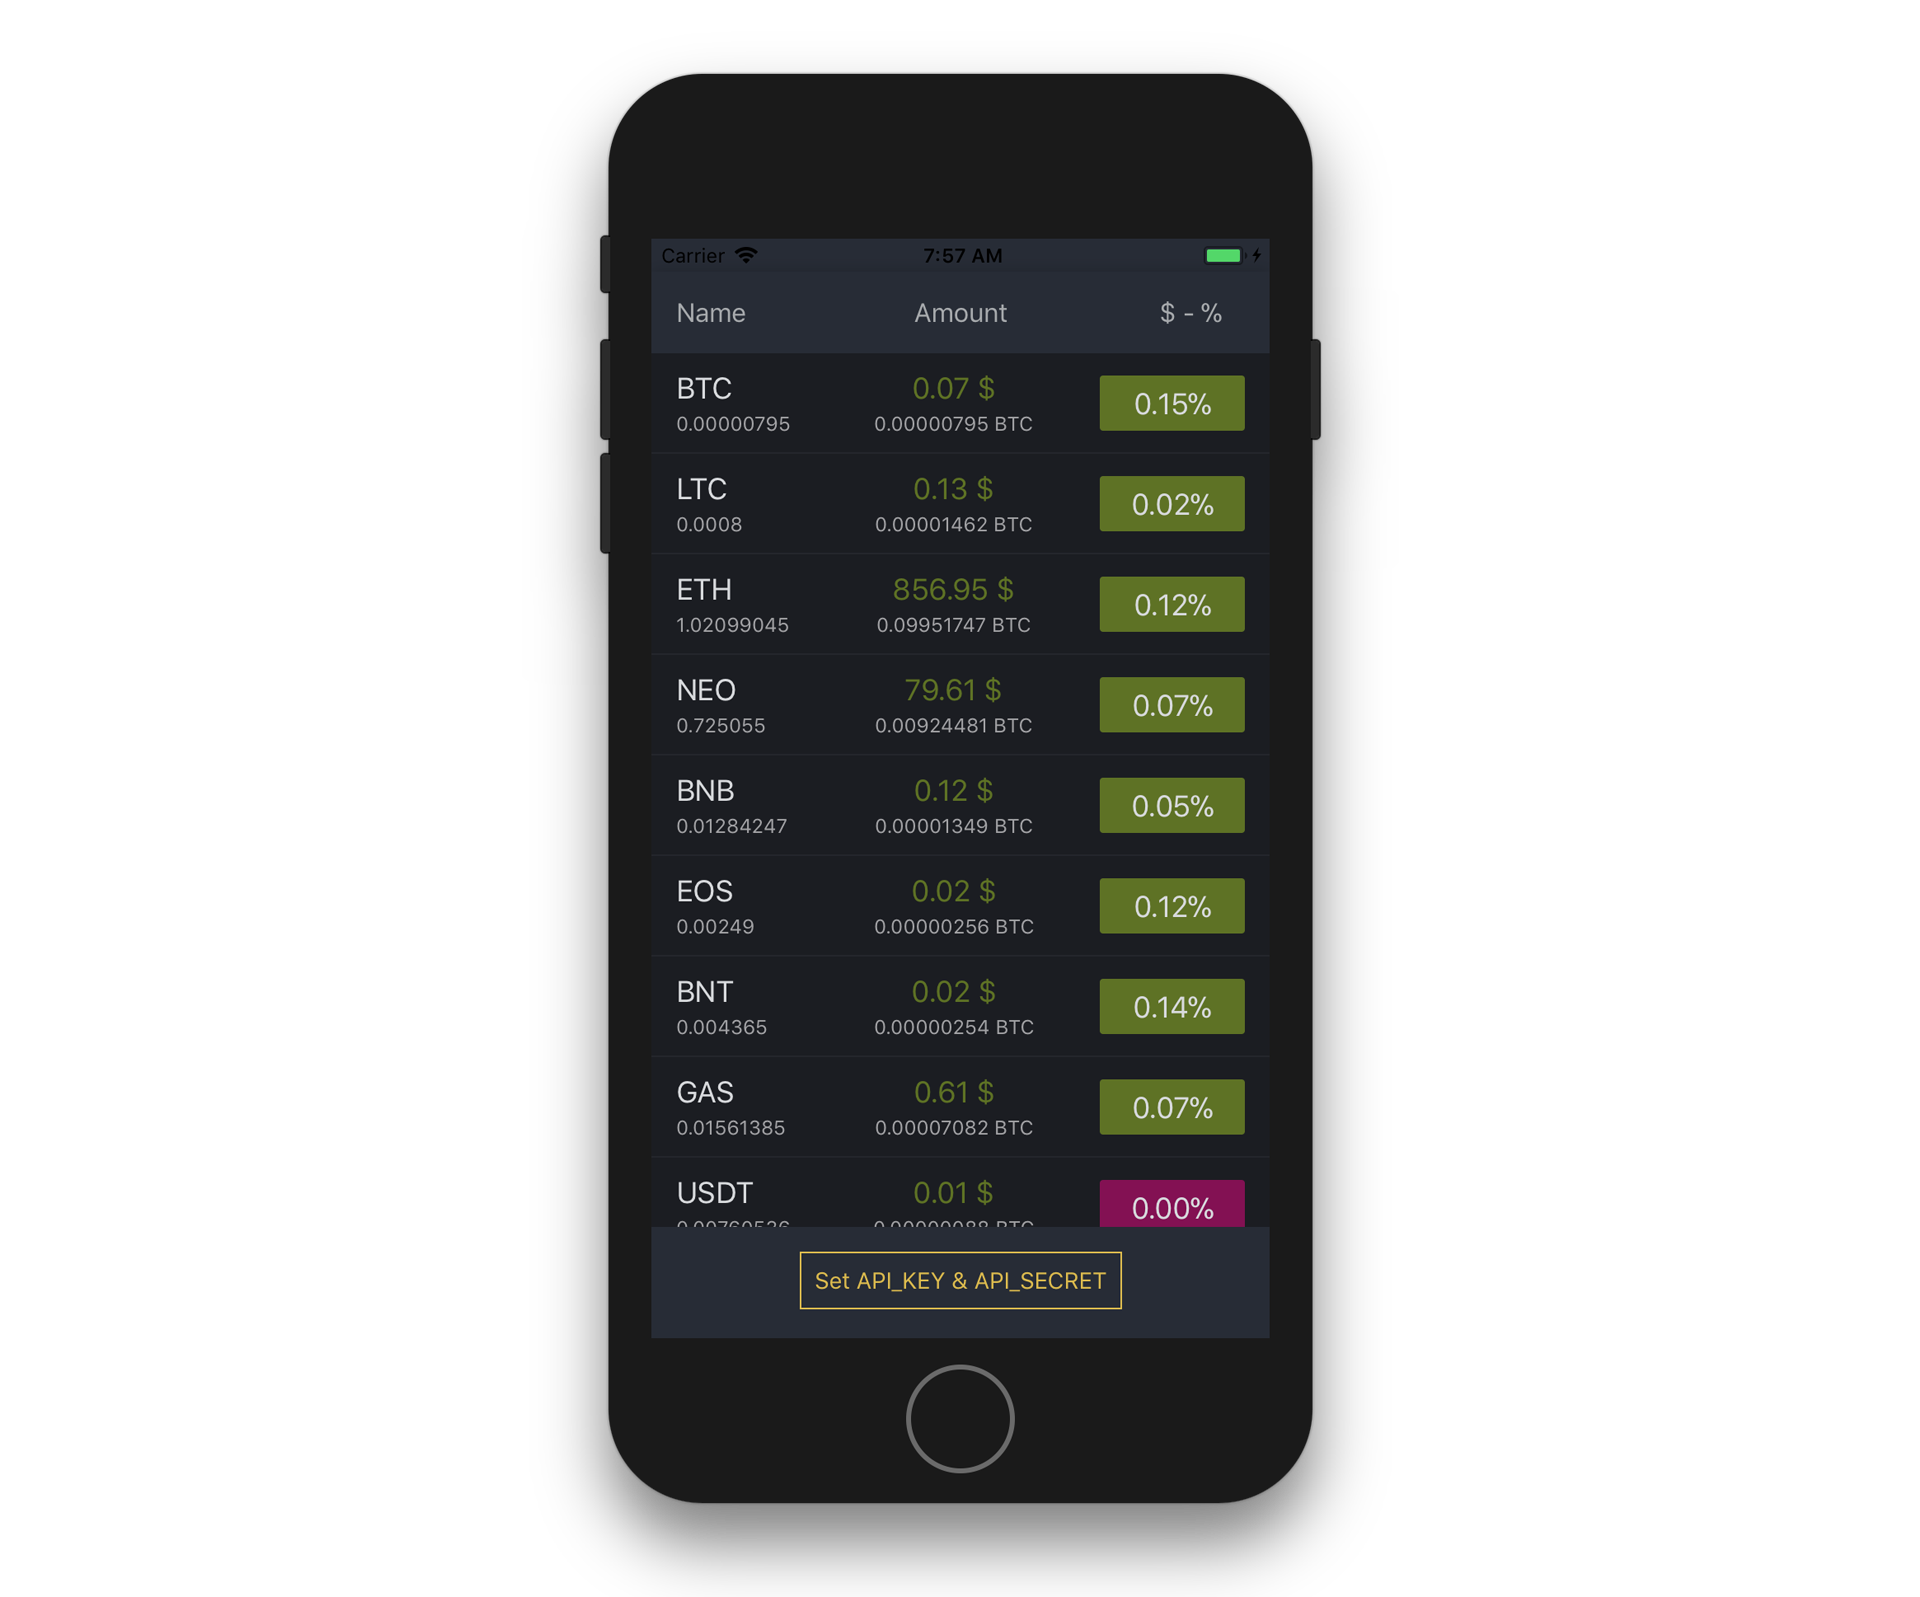 Carrier 7:57 AM
Name Amount $ - %
BTC 0.07 $ 0.15%
0.00000795 0.00000795 BTC
LTC 0.13 $ 0.02%
0.0008 0.00001462 BTC
ETH 856.95 $ 0.12%
1.02099045 0.09951747 BTC
NEO 79.61 $ 0.07%
0.725055 0.00924481 BTC
BNB 0.12 $ 0.05%
0.01284247 0.00001349 BTC
EOS 0.02 $ 0.12%
0.00249 0.00000256 BTC
BNT 0.02 $ 0.14%
0.004365 0.00000254 BTC
GAS 0.61 $ 0.07%
0.01561385 0.00007082 BTC
USDT 0.01 $ 0.00%
Set API_KEY & API_SECRET